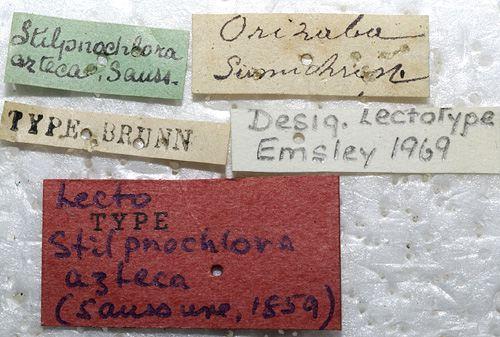 Stilpnochlora
azteca, Sauss.
Orizaba
Sumichrast.
TYPE BRUNN
Desig. Lectotype
Emsley 1969
Lecto
TYPE
Stilpnochlora
azteca
(Saussure, 1859)